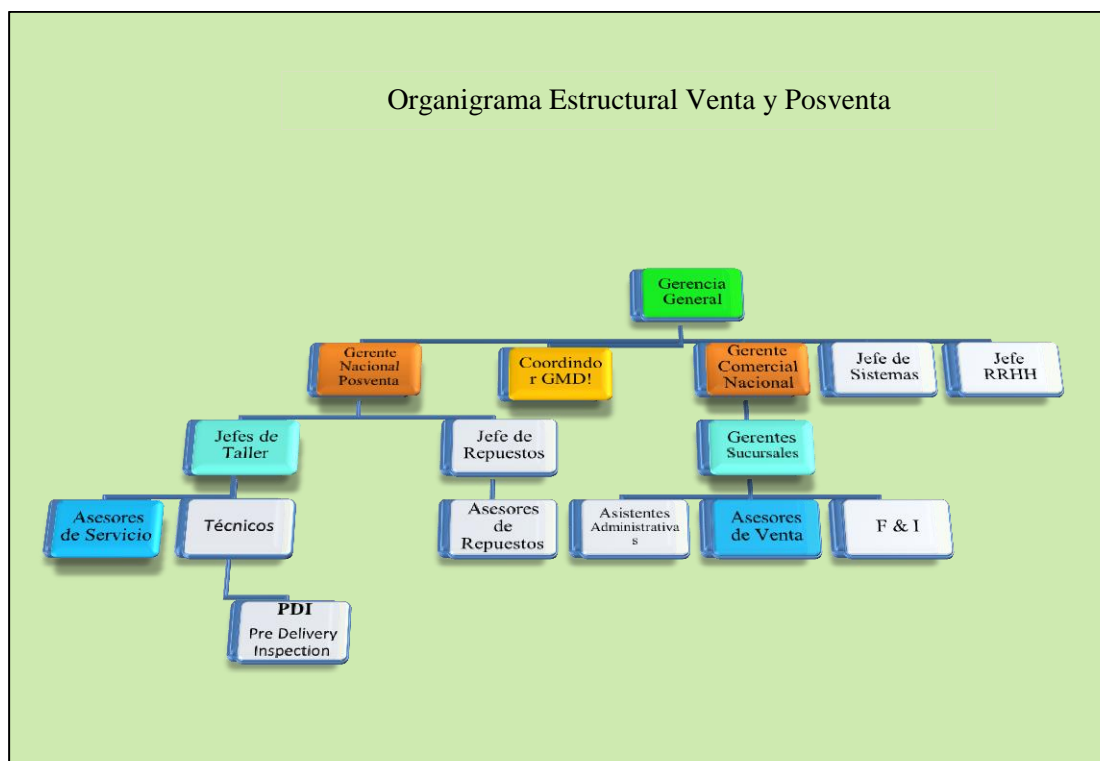 Organigrama Estructural Venta y Posventa
Gerencia
General
Gerente
Nacional
Posventa
Coordindo
r GMD!
Gerente
Comercial
Nacional
Jefe de
Sistemas
Jefe
RRHH
Jefes de
Taller
Jefe de
Repuestos
Gerentes
Sucursales
Asesores
de Servicio
Técnicos
Asesores
de
Repuestos
Asistentes
Administrativa
s
Asesores
de Venta
F & I
PDI
Pre Delivery
Inspection